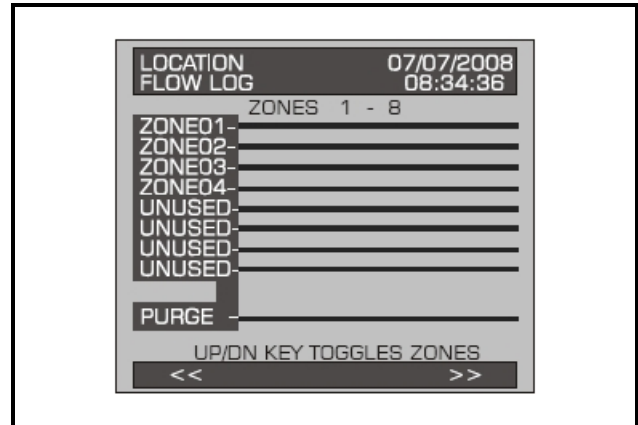 LOCATION 07/07/2008
FLOW LOG 08:34:36
ZONES 1 - 8
ZONE01-
ZONE02-
ZONE03-
ZONE04-
UNUSED-
UNUSED-
UNUSED-
UNUSED-
PURGE -
UP/DN KEY TOGGLES ZONES
<< >>